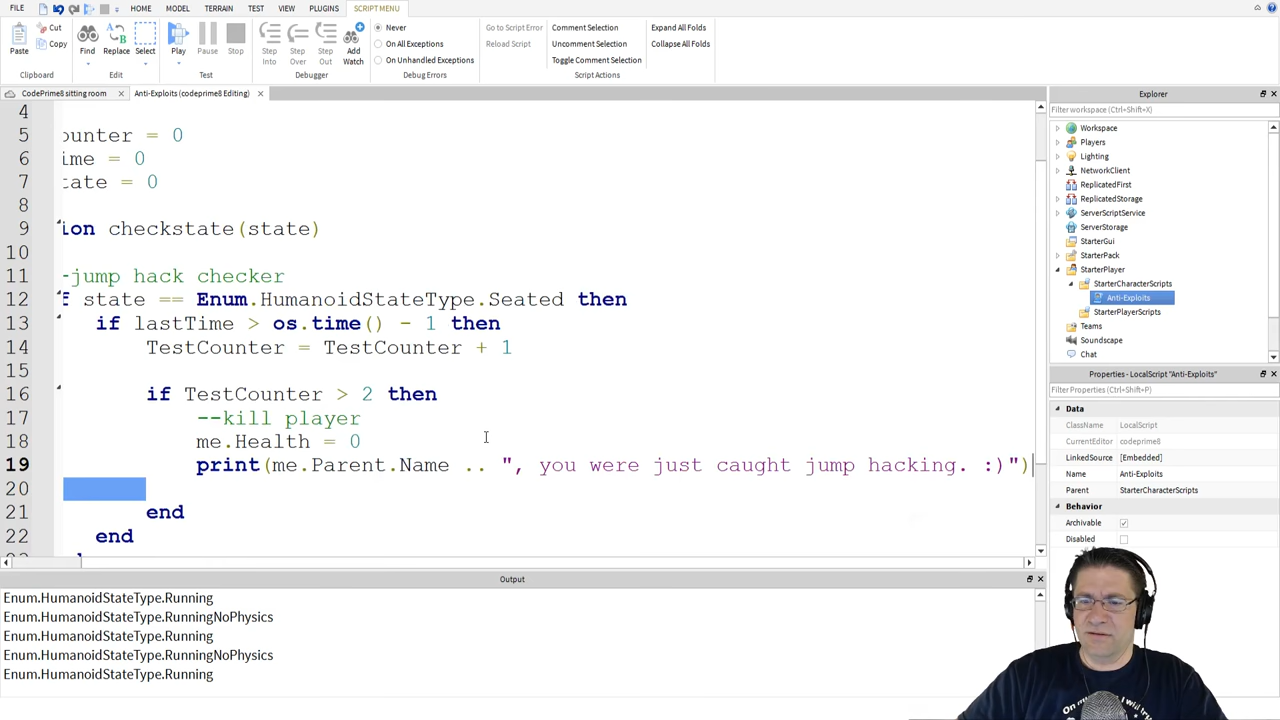 FILE HOME MODEL TERRAIN TEST VIEW PLUGINS SCRIPT MENU
Paste Cut Copy
Clipboard
Find Replace Select
Edit
Play Pause Stop
Test
Step Into Step Over Step Out Add Watch
Debugger
Never
On All Exceptions
On Unhandled Exceptions
Debug Errors
Go to Script Error
Reload Script
Comment Selection
Uncomment Selection
Toggle Comment Selection
Expand All Folds
Collapse All Folds
Script Actions
CodePrime8 sitting room × Anti-Exploits (codeprime8 Editing) ×
4
5 ounter = 0
6 ime = 0
7 tate = 0
8
9 ion checkstate(state)
10
11 -jump hack checker
12 f state == Enum.HumanoidStateType.Seated then
13 if lastTime > os.time() - 1 then
14 TestCounter = TestCounter + 1
15
16 if TestCounter > 2 then
17 --kill player
18 me.Health = 0
19 print(me.Parent.Name .. ", you were just caught jump hacking. :)")
20
21 end
22 end
Output
Enum.HumanoidStateType.Running
Enum.HumanoidStateType.RunningNoPhysics
Enum.HumanoidStateType.Running
Enum.HumanoidStateType.RunningNoPhysics
Enum.HumanoidStateType.Running
Explorer
Filter workspace (Ctrl+Shift+X)
Workspace
Players
Lighting
NetworkClient
ReplicatedFirst
ReplicatedStorage
ServerScriptService
ServerStorage
StarterGui
StarterPack
StarterPlayer
StarterCharacterScripts
Anti-Exploits
StarterPlayerScripts
Teams
Soundscape
Chat
Properties - LocalScript "Anti-Exploits"
Filter Properties (Ctrl+Shift+P)
Data
ClassName LocalScript
CurrentEditor codeprime8
LinkedSource [Embedded]
Name Anti-Exploits
Parent StarterCharacterScripts
Behavior
Archivable
Disabled